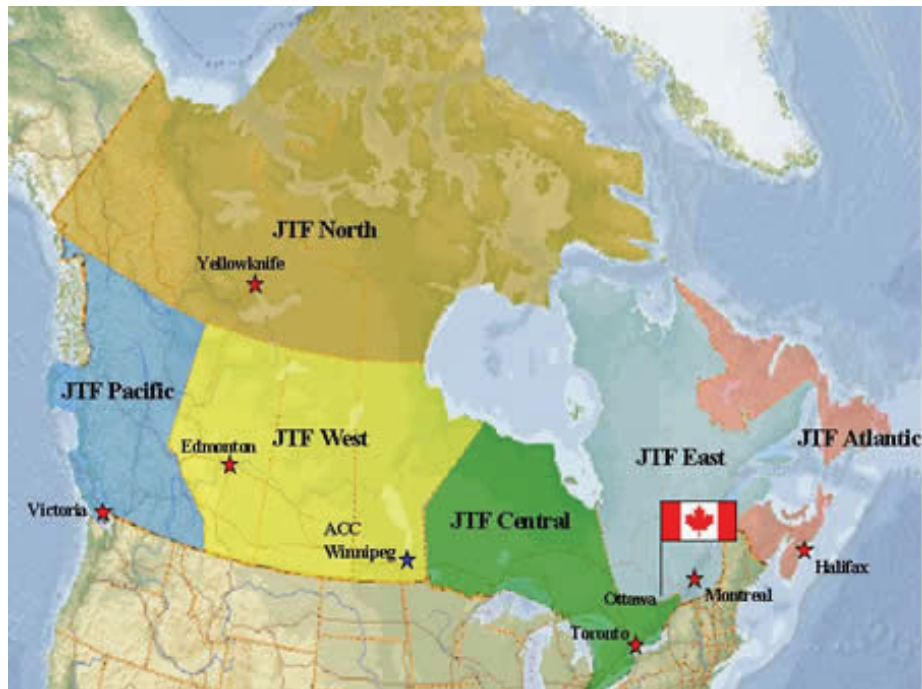 JTF North
Yellowknife
JTF Pacific
JTF West
Edmonton
JTF Atlantic
JTF East
Victoria
ACC
Winnipeg
JTF Central
Halifax
Ottawa
Montreal
Toronto